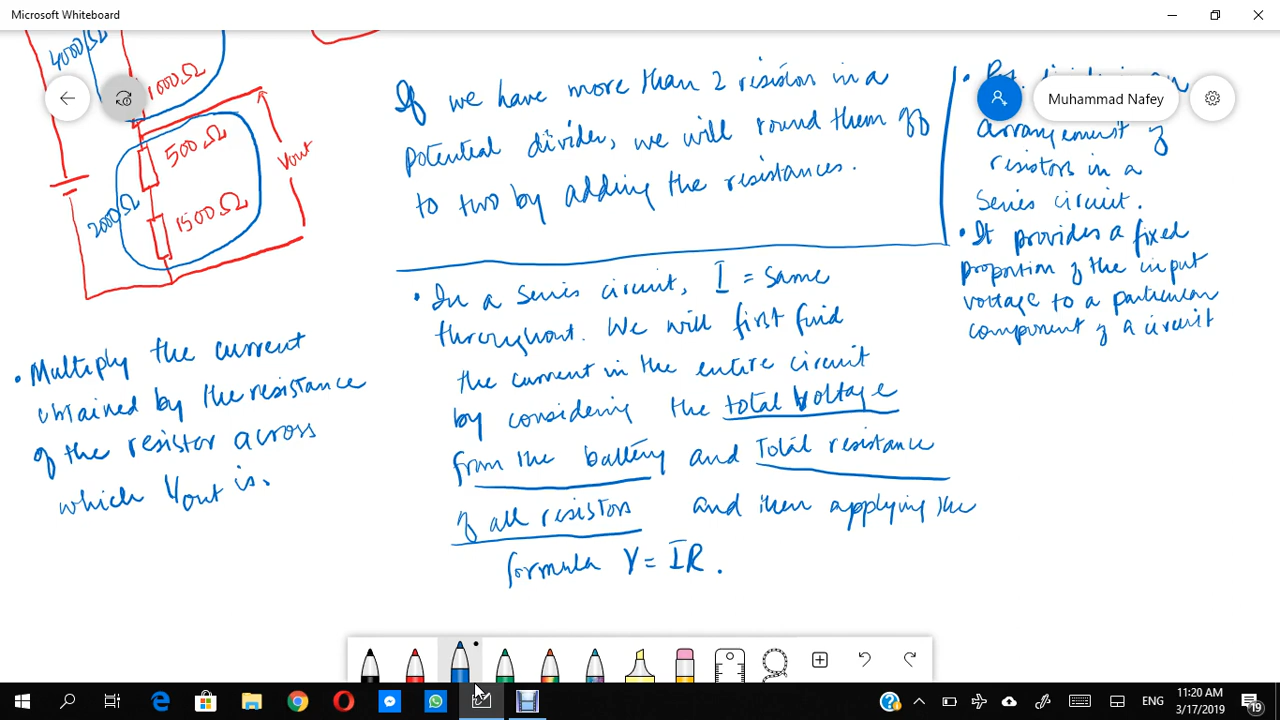 Microsoft Whiteboard
Muhammad Nafey
4000Ω
1000Ω
500Ω
Vout
2000Ω
1500Ω
If we have more than 2 resistors in a
potential divider, we will round them off
to two by adding the resistances.
• Pot. divider is an
arrangement of
resistors in a
Series circuit.
• It provides a fixed
proportion of the input
voltage to a particular
component of a circuit
• In a series circuit, I = Same
throughout. We will first find
the current in the entire circuit
by considering the total voltage
from the battery and Total resistance
of all resistors and then applying the
formula V = IR.
• Multiply the current
obtained by the resistance
of the resistor across
which Vout is.
ENG
11:20 AM
3/17/2019
19